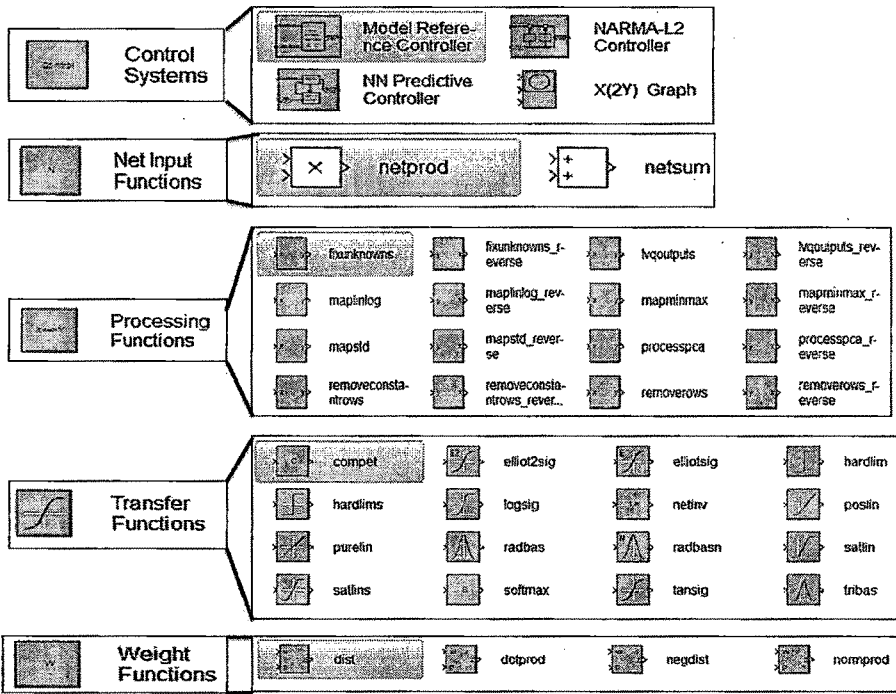 Control
Systems
Model Refere-
nce Controller
NARMA-L2
Controller
NN Predictive
Controller
X(2Y) Graph
Net Input
Functions
netprod
netsum
Processing
Functions
fixunknowns
fixunknowns_r-
everse
lvqoutputs
lvqoutputs_rev-
erse
maplinlog
maplinlog_rev-
erse
mapminmax
mapminmax_r-
everse
mapstd
mapstd_rever-
se
processpca
processpca_r-
everse
removeconsta-
ntrows
removeconsta-
ntrows_rever...
removerows
removerows_r-
everse
Transfer
Functions
compet
elliot2sig
elliotsig
hardlim
hardlims
logsig
netinv
poslin
purelin
radbas
radbasn
satlin
satlins
softmax
tansig
tribas
Weight
Functions
dist
dotprod
negdist
normprod